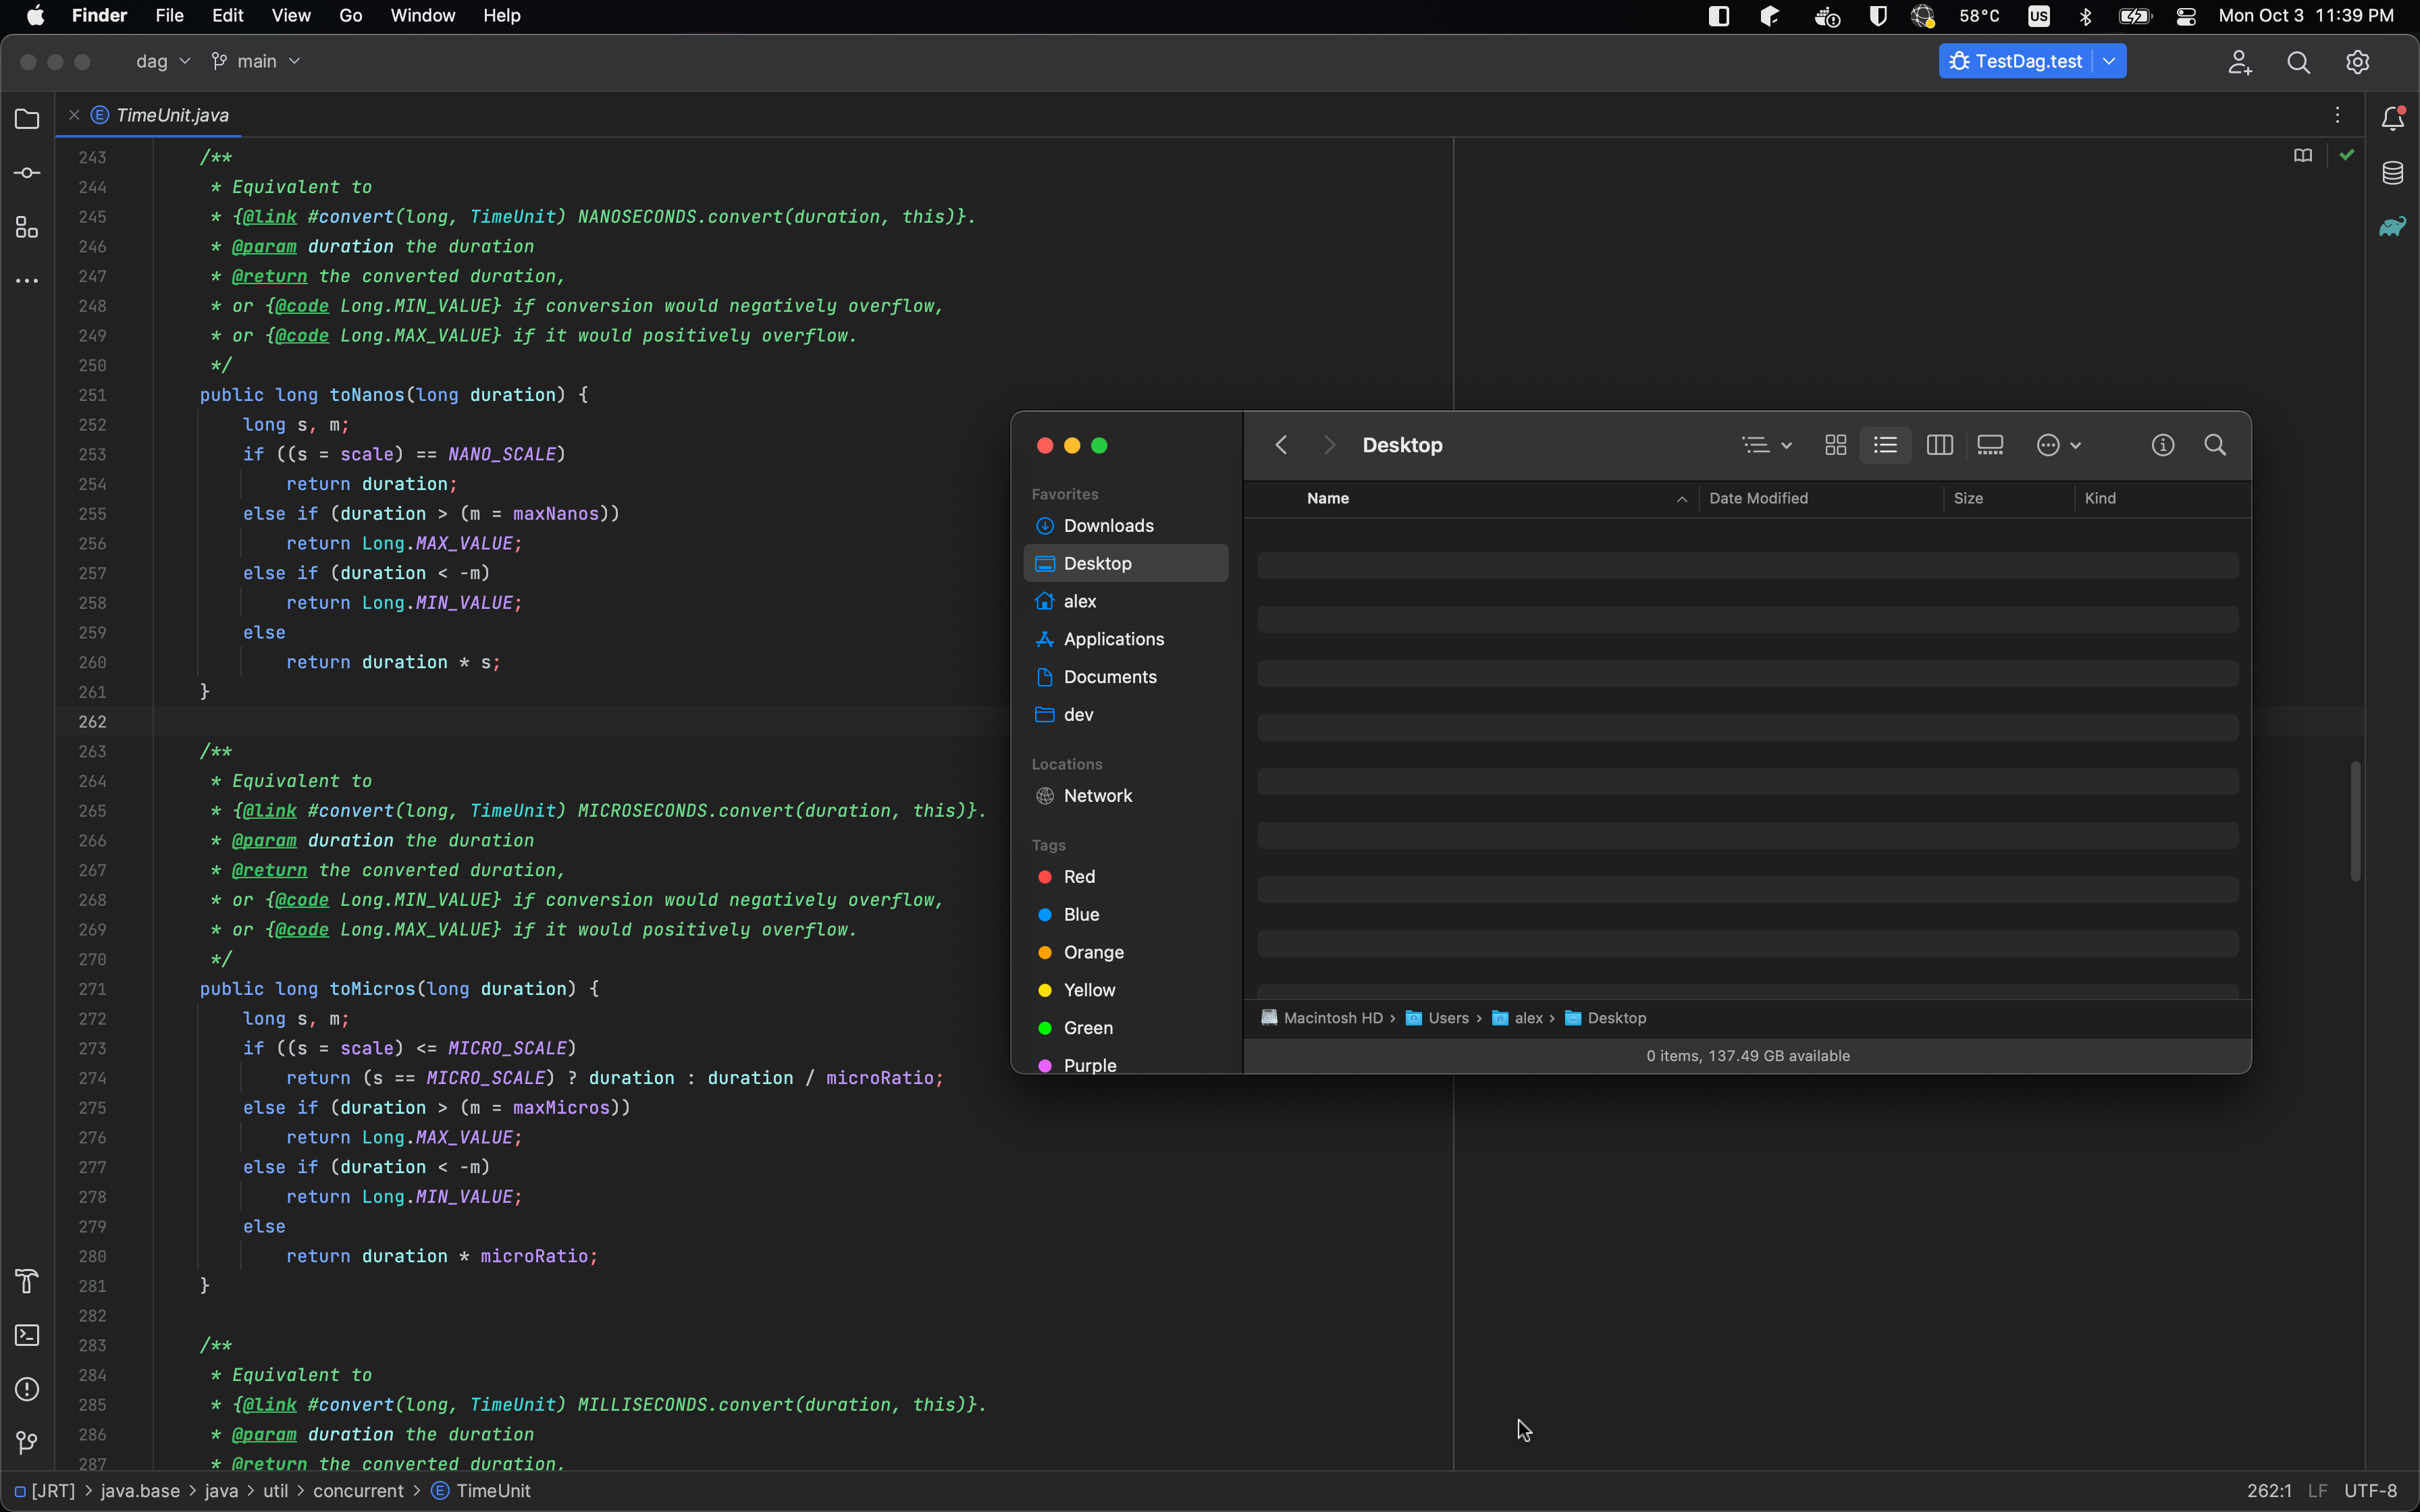 Finder File Edit View Go Window Help
58°C US Mon Oct 3 11:39 PM
dag main
TestDag.test
TimeUnit.java
243 /**
244 * Equivalent to
245 * {@link #convert(long, TimeUnit) NANOSECONDS.convert(duration, this)}.
246 * @param duration the duration
247 * @return the converted duration,
248 * or {@code Long.MIN_VALUE} if conversion would negatively overflow,
249 * or {@code Long.MAX_VALUE} if it would positively overflow.
250 */
251 public long toNanos(long duration) {
252 long s, m;
253 if ((s = scale) == NANO_SCALE)
254 return duration;
255 else if (duration > (m = maxNanos))
256 return Long.MAX_VALUE;
257 else if (duration < -m)
258 return Long.MIN_VALUE;
259 else
260 return duration * s;
261 }
262
263 /**
264 * Equivalent to
265 * {@link #convert(long, TimeUnit) MICROSECONDS.convert(duration, this)}.
266 * @param duration the duration
267 * @return the converted duration,
268 * or {@code Long.MIN_VALUE} if conversion would negatively overflow,
269 * or {@code Long.MAX_VALUE} if it would positively overflow.
270 */
271 public long toMicros(long duration) {
272 long s, m;
273 if ((s = scale) <= MICRO_SCALE)
274 return (s == MICRO_SCALE) ? duration : duration / microRatio;
275 else if (duration > (m = maxMicros))
276 return Long.MAX_VALUE;
277 else if (duration < -m)
278 return Long.MIN_VALUE;
279 else
280 return duration * microRatio;
281 }
282
283 /**
284 * Equivalent to
285 * {@link #convert(long, TimeUnit) MILLISECONDS.convert(duration, this)}.
286 * @param duration the duration
287 * @return the converted duration,
Desktop
Name Date Modified Size Kind
Favorites
Downloads
Desktop
alex
Applications
Documents
dev
Locations
Network
Tags
Red
Blue
Orange
Yellow
Green
Purple
Macintosh HD › Users › alex › Desktop
0 items, 137.49 GB available
[JRT] > java.base > java > util > concurrent > E TimeUnit
262:1 LF UTF-8